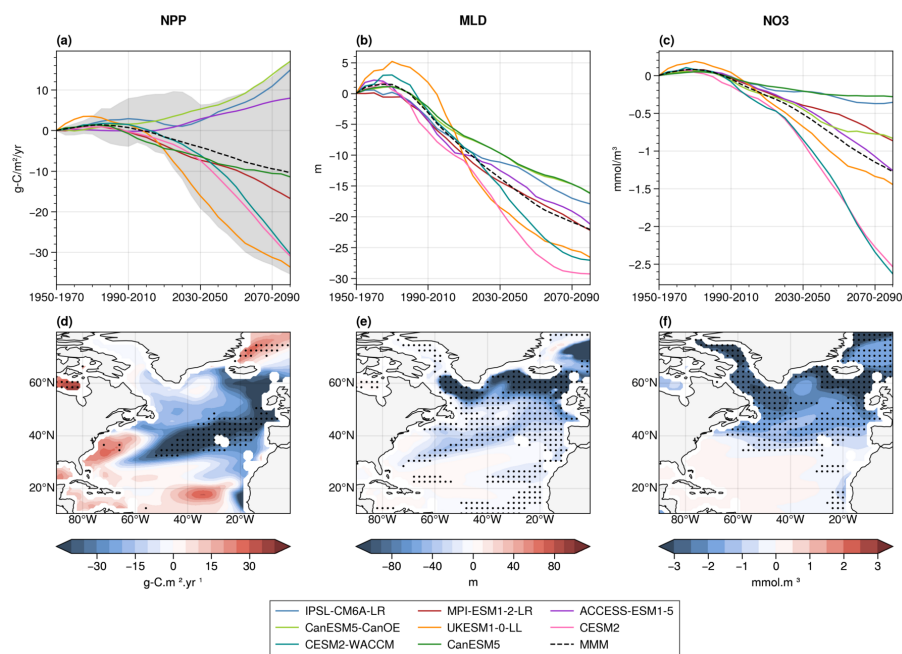 NPP MLD NO3
(a) (b) (c)
10
0
-10
-20
-30
g-C/m²/yr
1950-1970 1990-2010 2030-2050 2070-2090
5
0
-5
-10
-15
-20
-25
-30
m
1950-1970 1990-2010 2030-2050 2070-2090
0
-0.5
-1
-1.5
-2
-2.5
mmol/m³
1950-1970 1990-2010 2030-2050 2070-2090
(d) (e) (f)
60°N 60°N 60°N
40°N 40°N 40°N
20°N 20°N 20°N
80°W 60°W 40°W 20°W 80°W 60°W 40°W 20°W 80°W 60°W 40°W 20°W
-30 -15 0 15 30 -80 -40 0 40 80 -3 -2 -1 0 1 2 3
g-C.m ².yr ¹ m mmol.m ³
IPSL-CM6A-LR MPI-ESM1-2-LR ACCESS-ESM1-5
CanESM5-CanOE UKESM1-0-LL CESM2
CESM2-WACCM CanESM5 MMM